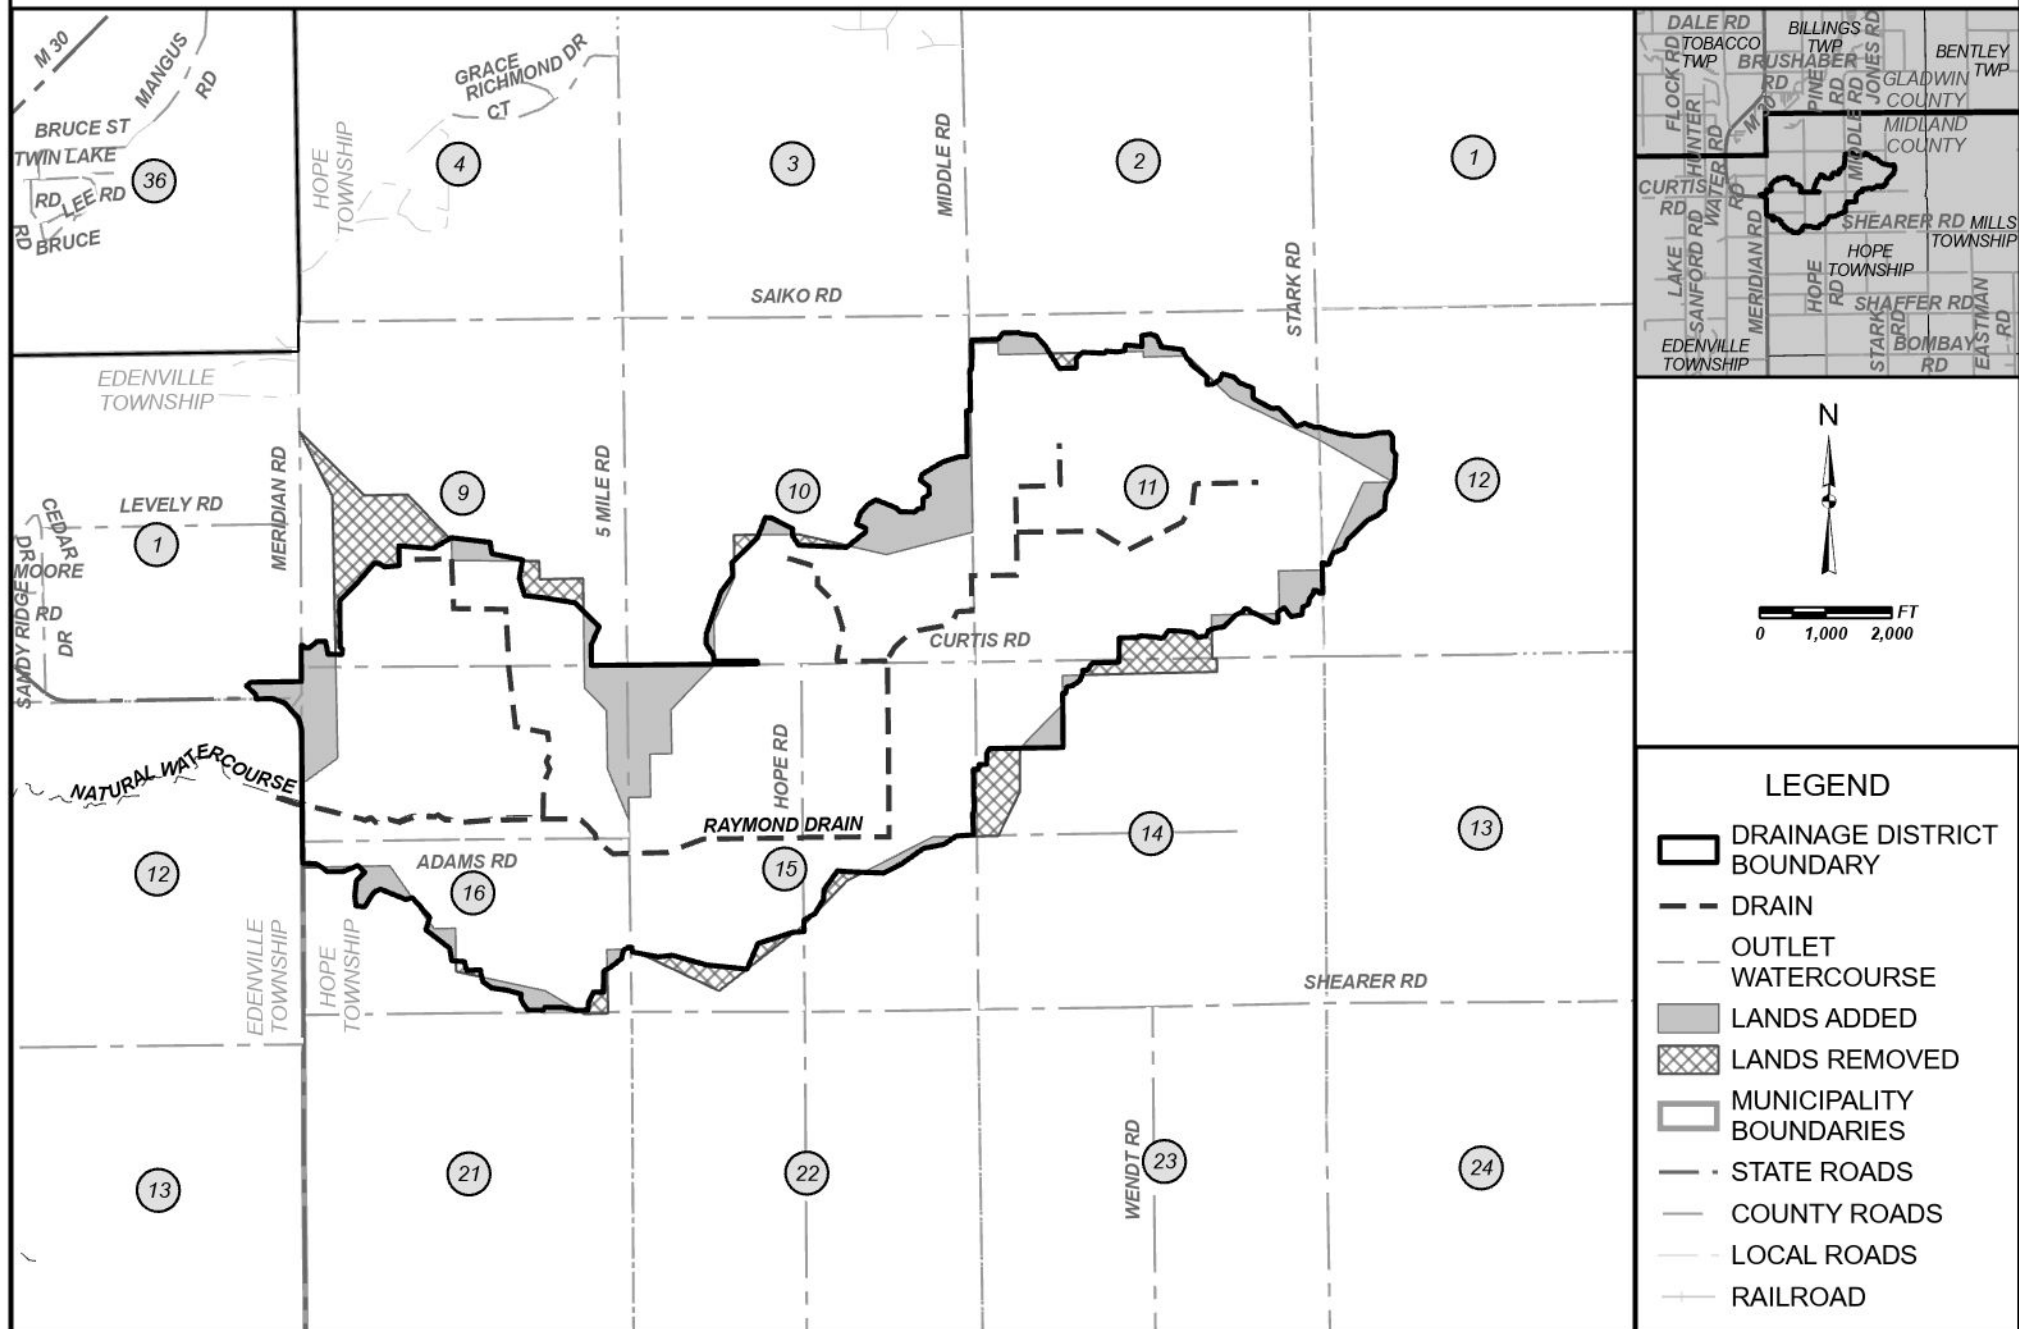 M 30
MANGUS
RD
BRUCE ST
TWIN LAKE
RD
LEE
RD
RD
BRUCE
36
HOPE
TOWNSHIP
4
GRACE
RICHMOND DR
CT
3
MIDDLE RD
2
1
SAIKO RD
STARK RD
EDENVILLE
TOWNSHIP
MERIDIAN RD
LEVELY RD
CEDAR
DR
1
MOORE
RD
SANDY RIDGE
DR
9
5 MILE RD
10
11
12
CURTIS RD
NATURAL WATERCOURSE
HOPE RD
RAYMOND DRAIN
ADAMS RD
12
16
15
14
13
EDENVILLE
TOWNSHIP
HOPE
TOWNSHIP
SHEARER RD
13
21
22
WENDT RD
23
24
DALE RD
TOBACCO
TWP
FLOCK RD
BILLINGS
TWP
BRUSHABER
RD
JONES RD
BENTLEY
TWP
GLADWIN
COUNTY
PINE
RD
MIDDLE RD
M 30
HUNTER
WATER RD
MIDLAND
COUNTY
CURTIS
RD
RD
LAKE
SANFORD RD
MERIDIAN RD
SHEARER RD
MILLS
TOWNSHIP
HOPE
TOWNSHIP
HOPE
RD
SHAFFER RD
STARK
RD
BOMBAY
RD
EASTMAN
RD
EDENVILLE
TOWNSHIP
N
FT
0 1,000 2,000
LEGEND
DRAINAGE DISTRICT
BOUNDARY
DRAIN
OUTLET
WATERCOURSE
LANDS ADDED
LANDS REMOVED
MUNICIPALITY
BOUNDARIES
STATE ROADS
COUNTY ROADS
LOCAL ROADS
RAILROAD